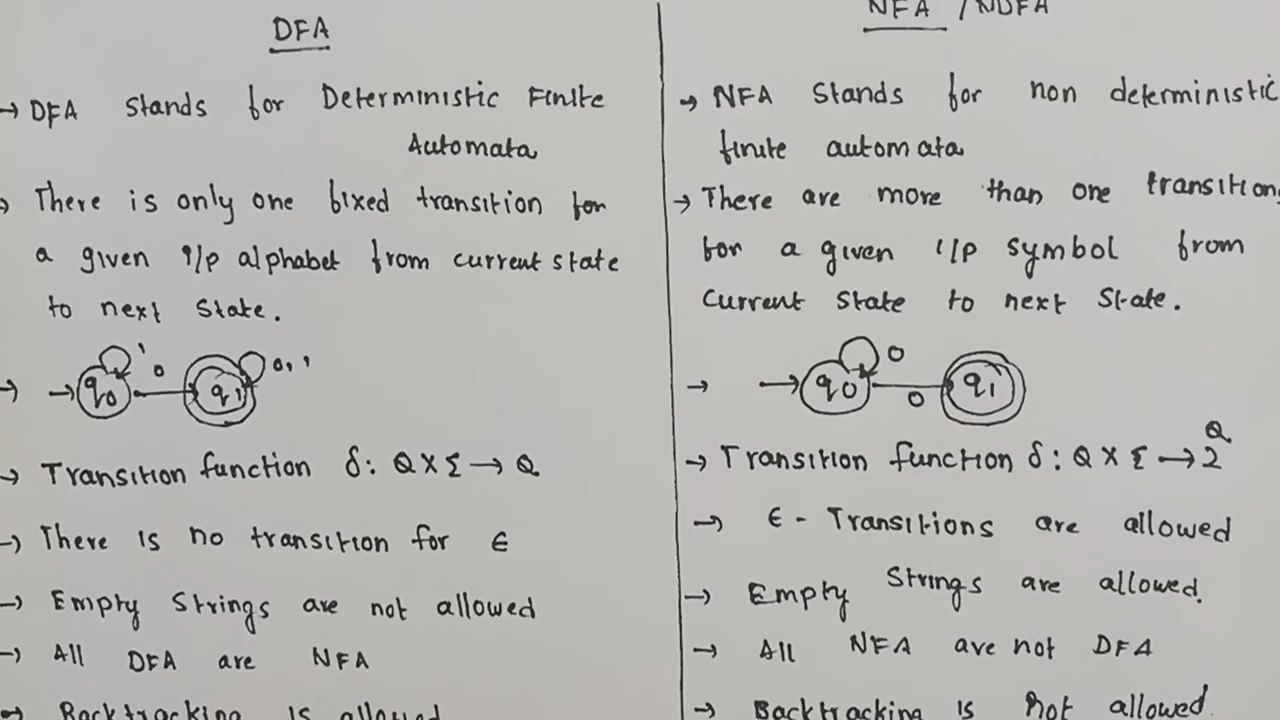 DFA
→ DFA stands for Deterministic Finite
Automata
→ There is only one fixed transition for
a given i/p alphabet from current state
to next state.
→ → q0 1 0 q1 0,1
→ Transition function δ: Q X Σ → Q
→ There is no transition for ϵ
→ Empty Strings are not allowed
→ All DFA are NFA
→ Backtracking is allowed
NFA / NDFA
→ NFA stands for non deterministic
finite automata
→ There are more than one transition
for a given i/p symbol from
current state to next state.
→ → q0 0 0 q1
→ Transition function δ: Q X Σ → 2^Q
→ ϵ - Transitions are allowed
→ Empty Strings are allowed.
→ All NFA are not DFA
→ Backtracking is not allowed.